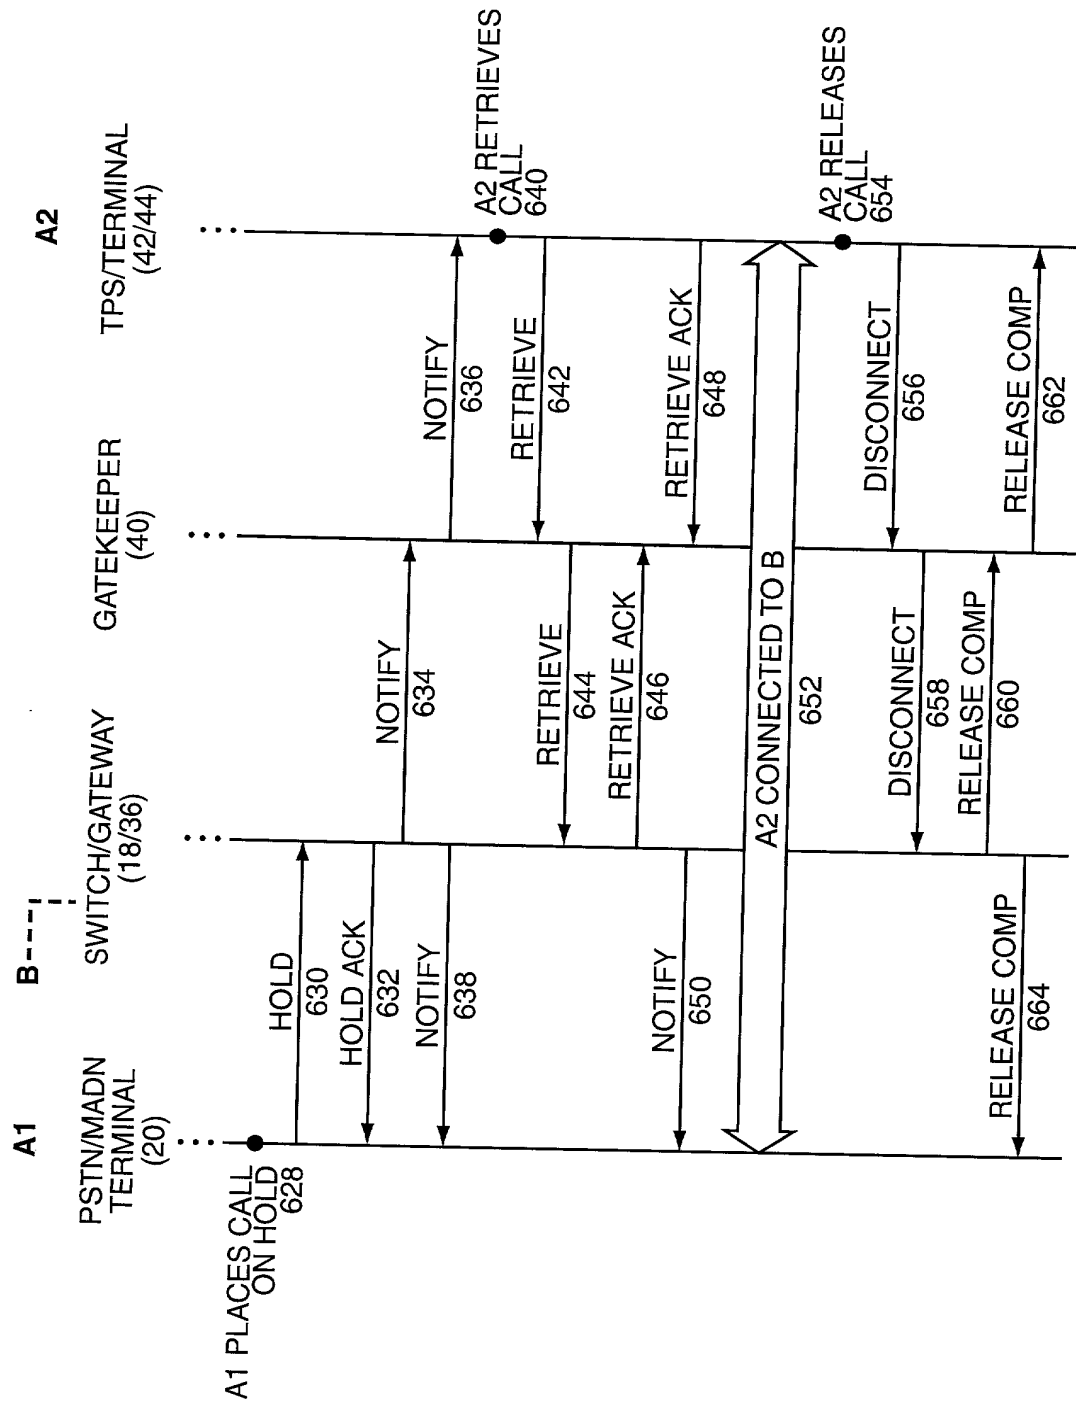 A1
B
A2
PSTN/MADN
TERMINAL
(20)
SWITCH/GATEWAY
(18/36)
GATEKEEPER
(40)
TPS/TERMINAL
(42/44)
A1 PLACES CALL
ON HOLD
628
HOLD
630
HOLD ACK
632
NOTIFY
634
NOTIFY
638
NOTIFY
636
A2 RETRIEVES
CALL
640
RETRIEVE
642
RETRIEVE
644
RETRIEVE ACK
646
NOTIFY
650
RETRIEVE ACK
648
A2 CONNECTED TO B
652
A2 RELEASES
CALL
654
DISCONNECT
656
DISCONNECT
658
RELEASE COMP
660
RELEASE COMP
664
RELEASE COMP
662